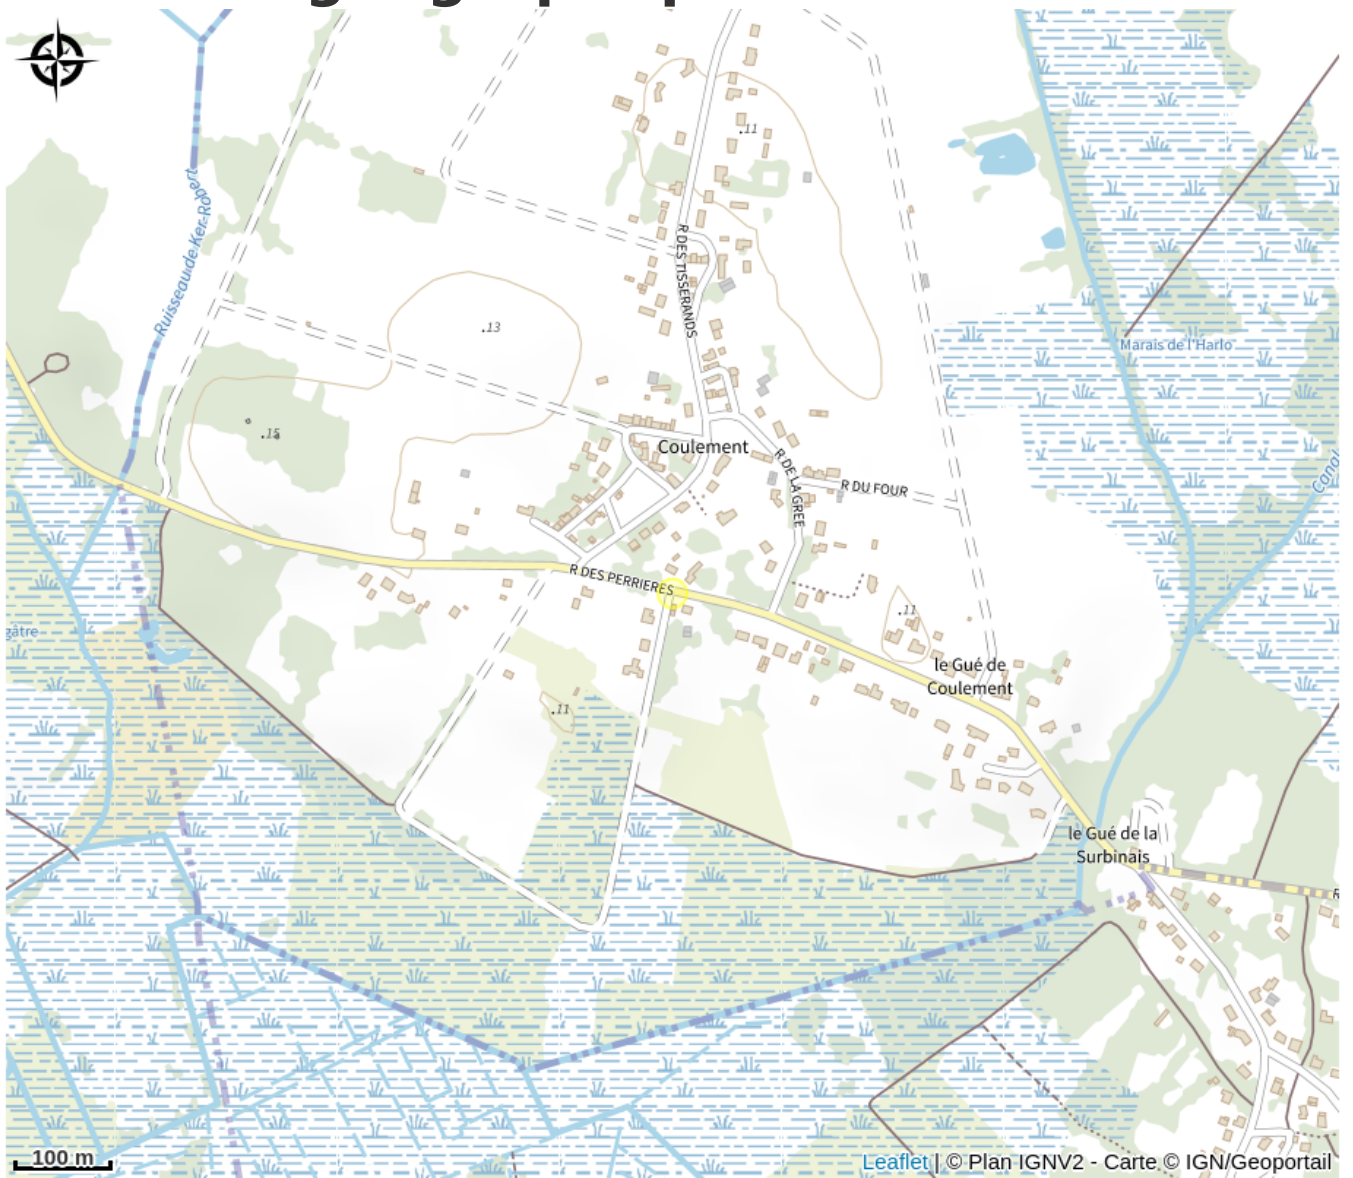 .11
Ruisseau de Ker-Robert
R DES TISSERANDS
.13
Marais de l'Harlo
.15
Coulement
R DE LA GREE
R DU FOUR
Canal
R DES PERRIERES
.11
gâtre
le Gué de
Coulement
.11
le Gué de la
Surbinais
R
100 m
Leaflet | © Plan IGNV2 - Carte © IGN/Geoportail